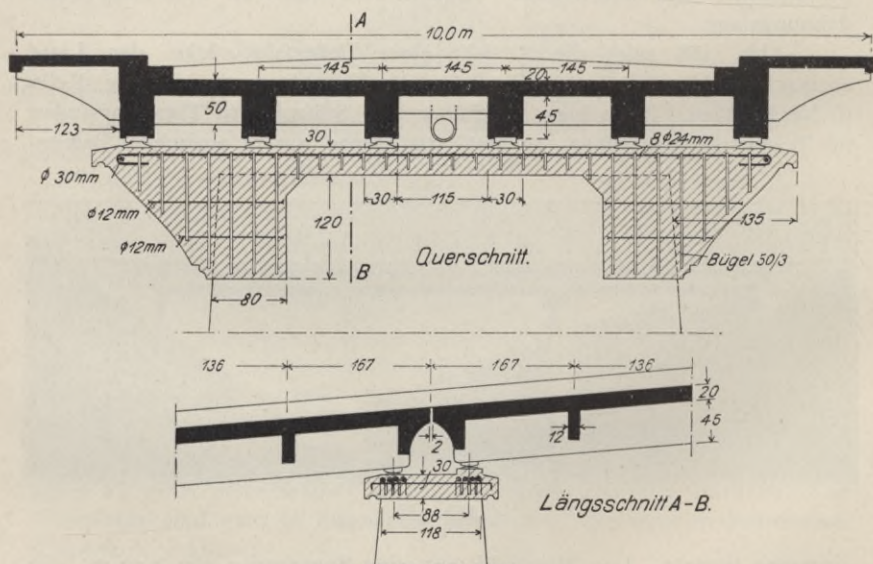 A
10,0 m
145 145 145
20
50
45
123
30
8 ϕ 24 mm
ϕ 30 mm
30 115 30
ϕ 12 mm
120
135
ϕ 12 mm
Querschnitt.
B
Bügel 50/3
80
136 167 167 136
20
45
12
2
30
Längsschnitt A-B.
88
118